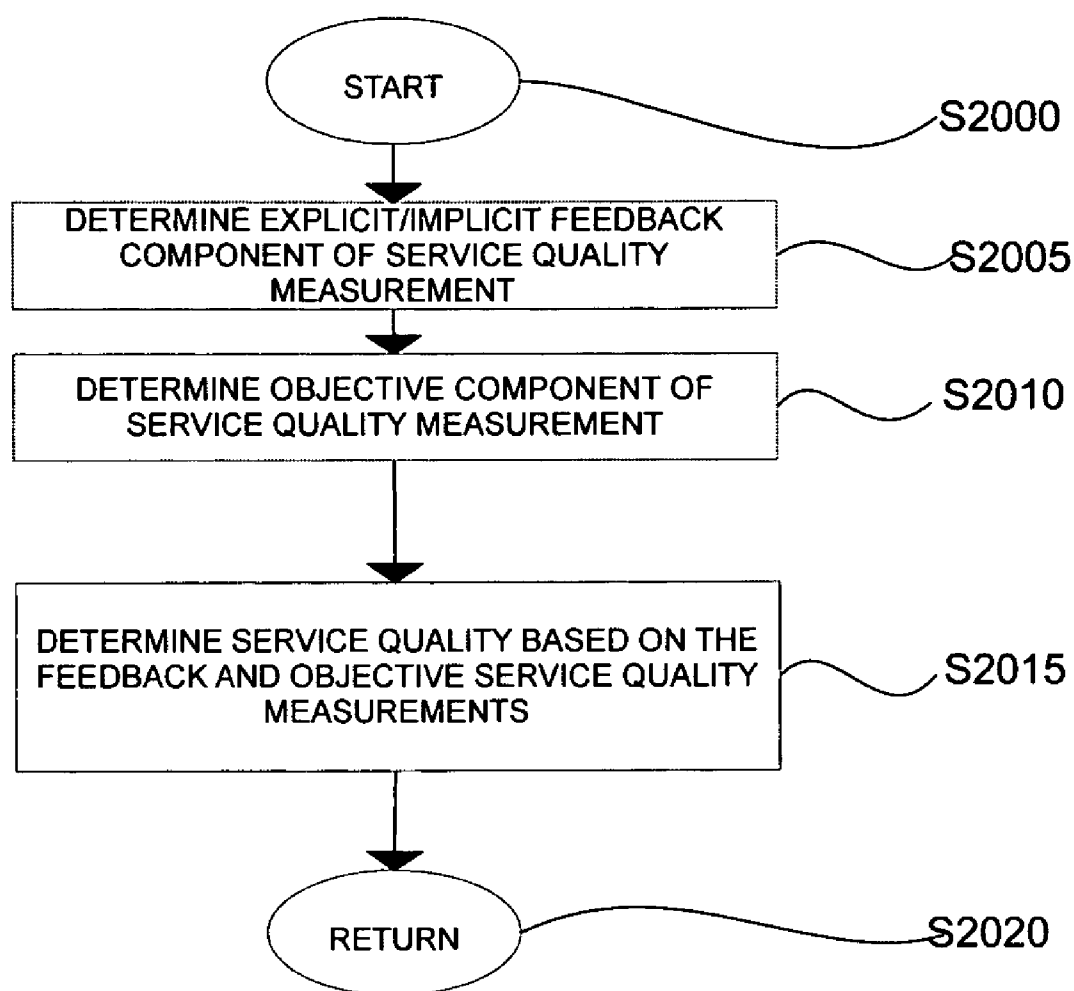 START
S2000
DETERMINE EXPLICIT/IMPLICIT FEEDBACK
COMPONENT OF SERVICE QUALITY
MEASUREMENT
S2005
DETERMINE OBJECTIVE COMPONENT OF
SERVICE QUALITY MEASUREMENT
S2010
DETERMINE SERVICE QUALITY BASED ON THE
FEEDBACK AND OBJECTIVE SERVICE QUALITY
MEASUREMENTS
S2015
RETURN
S2020